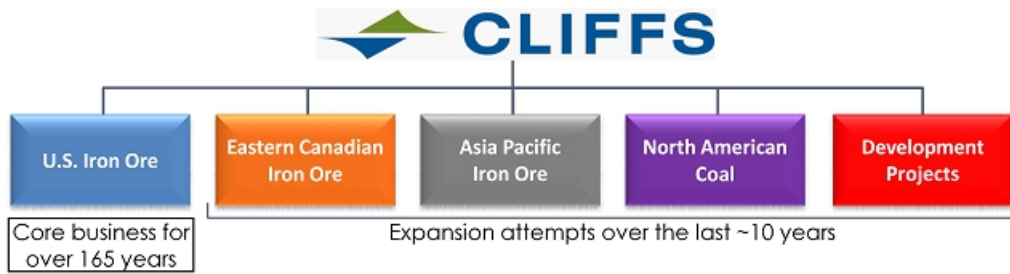 CLIFFS
U.S. Iron Ore
Eastern Canadian
Iron Ore
Asia Pacific
Iron Ore
North American
Coal
Development
Projects
Core business for
over 165 years
Expansion attempts over the last ~10 years